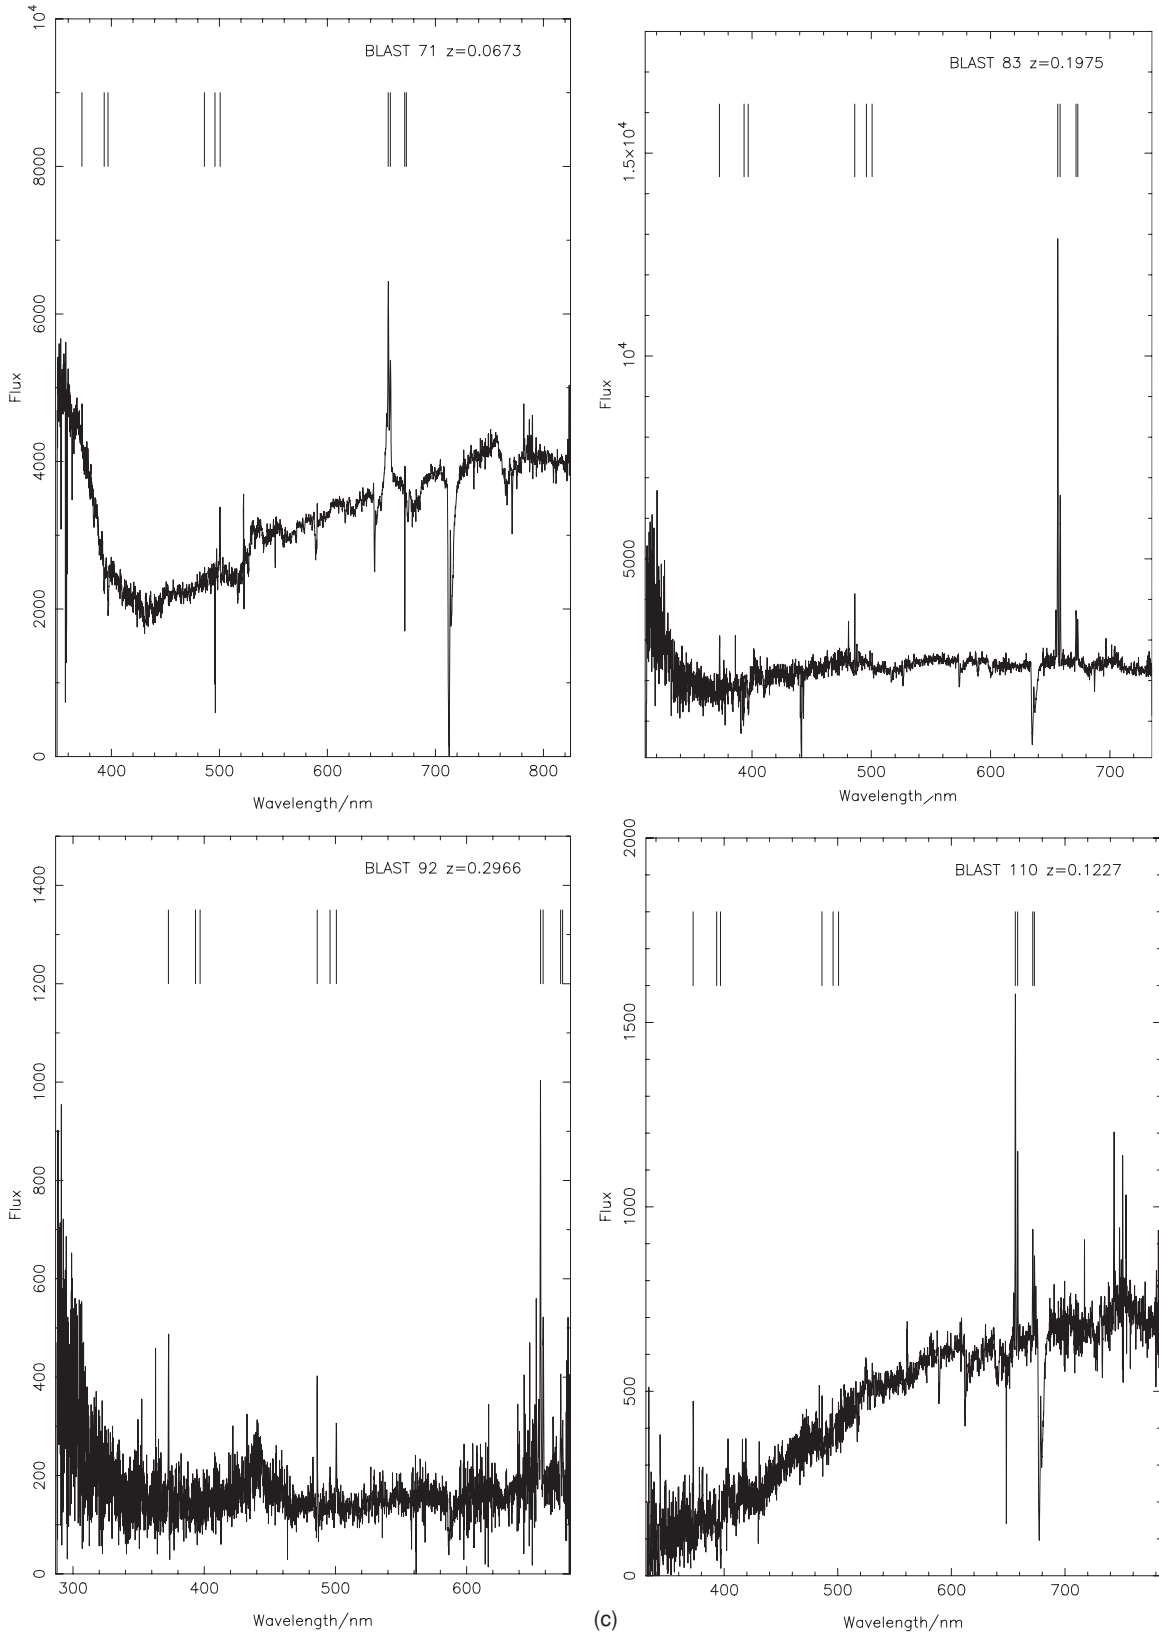 BLAST 71 z=0.0673
10⁴
8000
6000
4000
2000
0
Flux
400 500 600 700 800
Wavelength/nm
BLAST 83 z=0.1975
1.5×10⁴
10⁴
5000
Flux
400 500 600 700
Wavelength/nm
BLAST 92 z=0.2966
1400
1200
1000
800
600
400
200
0
Flux
300 400 500 600
Wavelength/nm
BLAST 110 z=0.1227
2000
1500
1000
500
0
Flux
400 500 600 700
Wavelength/nm
(c)